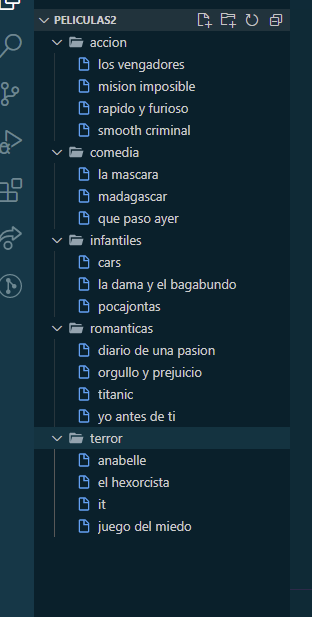 PELICULAS2
accion
los vengadores
mision imposible
rapido y furioso
smooth criminal
comedia
la mascara
madagascar
que paso ayer
infantiles
cars
la dama y el bagabundo
pocajontas
romanticas
diario de una pasion
orgullo y prejuicio
titanic
yo antes de ti
terror
anabelle
el hexorcista
it
juego del miedo